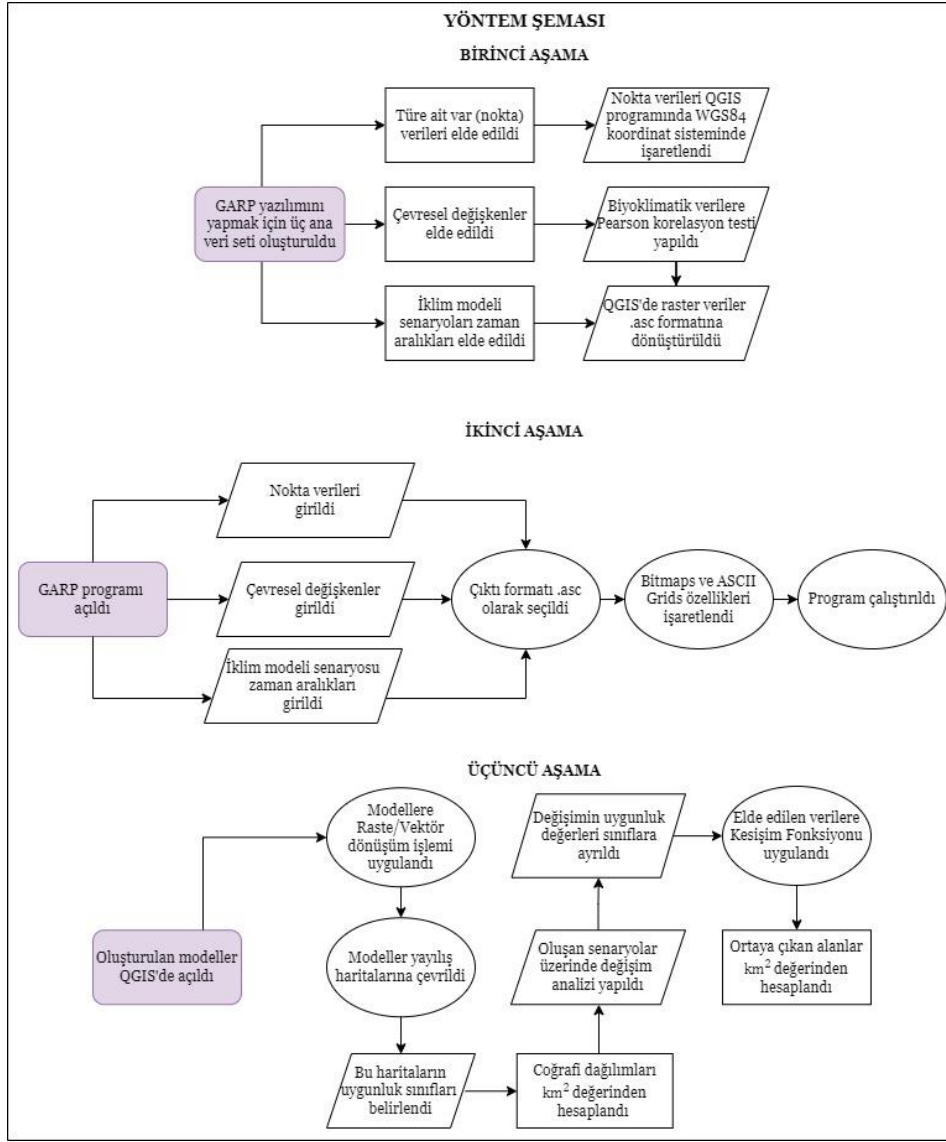 YÖNTEM ŞEMASI
BİRİNCİ AŞAMA
Türe ait var (nokta)
verileri elde edildi
Nokta verileri QGIS
programında WGS84
koordinat sisteminde
işaretlendi
GARP yazılımını
yapmak için üç ana
veri seti oluşturuldu
Çevresel değişkenler
elde edildi
Biyoklimatik verilere
Pearson korelasyon testi
yapıldı
İklim modeli
senaryoları zaman
aralıkları elde edildi
QGIS'de raster veriler
.asc formatına
dönüştürüldü
İKİNCİ AŞAMA
Nokta verileri
girildi
GARP programı
açıldı
Çevresel değişkenler
girildi
İklim modeli senaryosu
zaman aralıkları
girildi
Çıktı formatı .asc
olarak seçildi
Bitmaps ve ASCII
Grids özellikleri
işaretlendi
Program çalıştırıldı
ÜÇÜNCÜ AŞAMA
Oluşturulan modeller
QGIS'de açıldı
Modellere
Raste/Vektör
dönüşüm işlemi
uygulandı
Modeller yayılış
haritalarına çevrildi
Bu haritaların
uygunluk sınıfları
belirlendi
Coğrafi dağılımları
km² değerinden
hesaplandı
Oluşan senaryolar
üzerinde değişim
analizi yapıldı
Değişimin uygunluk
değerleri sınıflara
ayrıldı
Elde edilen verilere
Kesişim Fonksiyonu
uygulandı
Ortaya çıkan alanlar
km² değerinden
hesaplandı